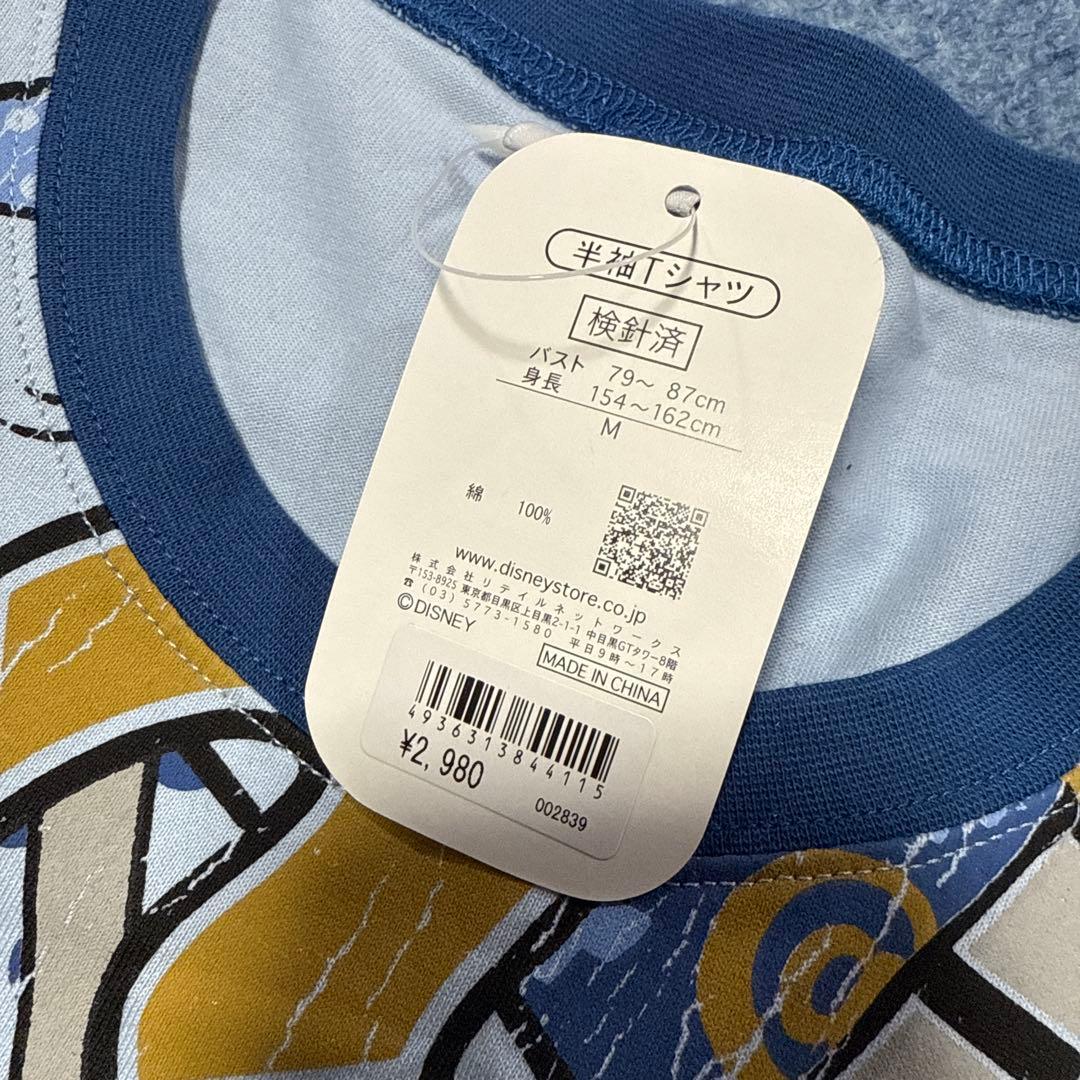 半袖Tシャツ
検針済
バスト 79～ 87cm
身長 154～162cm
M
綿 100%
www.disneystore.co.jp
株式会社リテイルネットワークス
〒153-8925 東京都目黒区上目黒2-1-1 中目黒GTタワー8階
☎(03)5773-1580 平日9時～17時
©DISNEY
MADE IN CHINA
4936313844115
¥2,980
002839